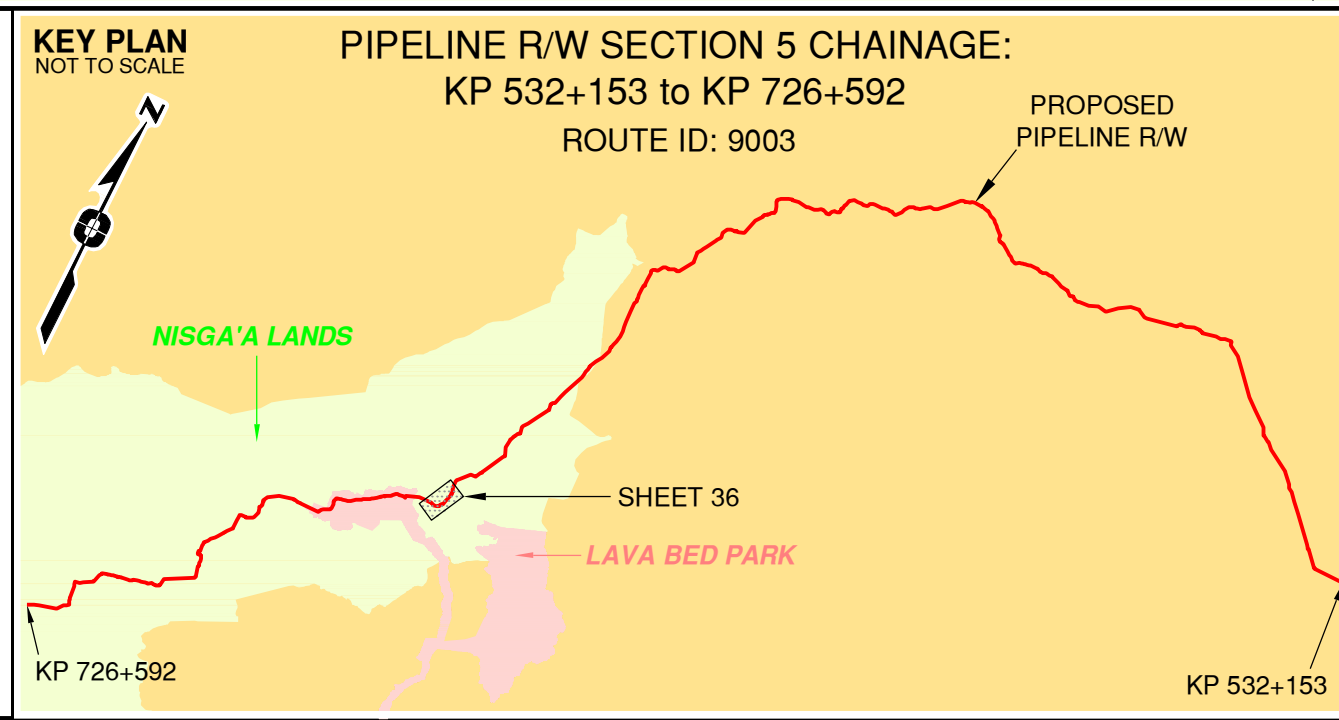 KEY PLAN
NOT TO SCALE
PIPELINE R/W SECTION 5 CHAINAGE:
KP 532+153 to KP 726+592
ROUTE ID: 9003
PROPOSED
PIPELINE R/W
N
NISGA'A LANDS
SHEET 36
LAVA BED PARK
KP 726+592
KP 532+153